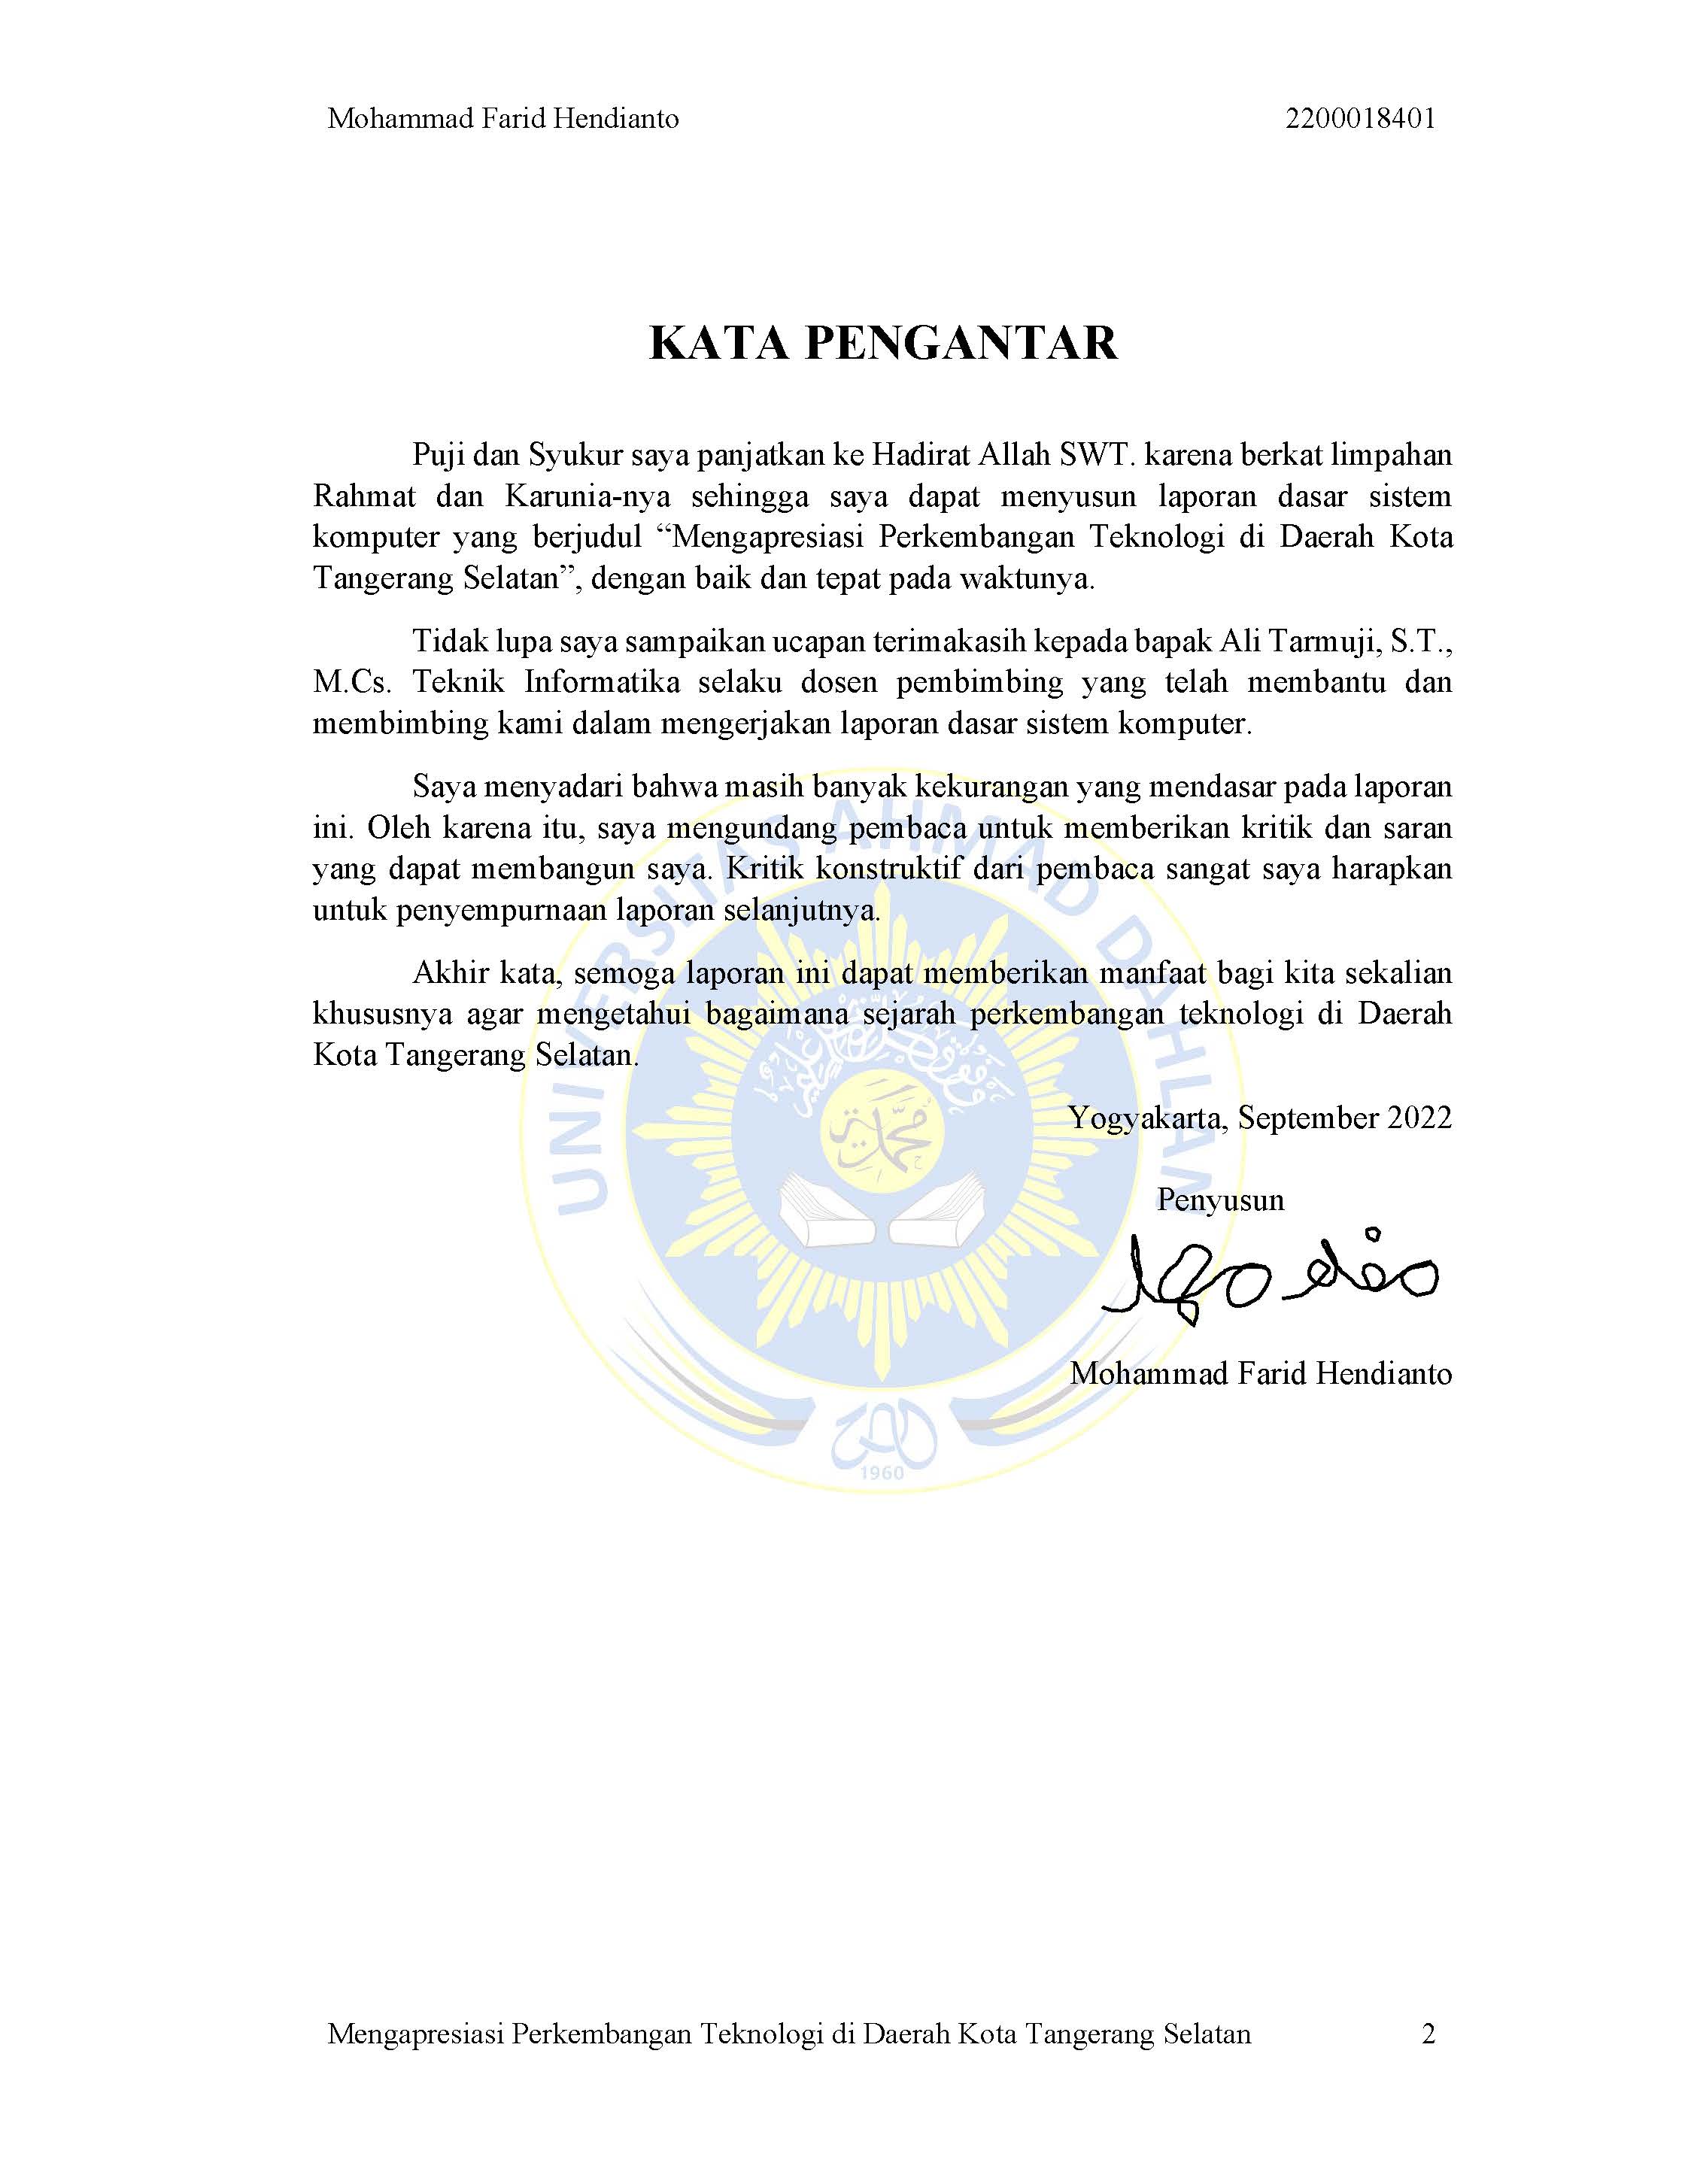 Mohammad Farid Hendianto 2200018401
KATA PENGANTAR
Puji dan Syukur saya panjatkan ke Hadirat Allah SWT. karena berkat limpahan
Rahmat dan Karunia-nya sehingga saya dapat menyusun laporan dasar sistem
komputer yang berjudul “Mengapresiasi Perkembangan Teknologi di Daerah Kota
Tangerang Selatan”, dengan baik dan tepat pada waktunya.
Tidak lupa saya sampaikan ucapan terimakasih kepada bapak Ali Tarmuji, S.T.,
M.Cs. Teknik Informatika selaku dosen pembimbing yang telah membantu dan
membimbing kami dalam mengerjakan laporan dasar sistem komputer.
Saya menyadari bahwa masih banyak kekurangan yang mendasar pada laporan
ini. Oleh karena itu, saya mengundang pembaca untuk memberikan kritik dan saran
yang dapat membangun saya. Kritik konstruktif dari pembaca sangat saya harapkan
untuk penyempurnaan laporan selanjutnya.
Akhir kata, semoga laporan ini dapat memberikan manfaat bagi kita sekalian
khususnya agar mengetahui bagaimana sejarah perkembangan teknologi di Daerah
Kota Tangerang Selatan.
Yogyakarta, September 2022
Penyusun
Mohammad Farid Hendianto
UNIVERSITAS AHMAD DAHLAN
1960
Mengapresiasi Perkembangan Teknologi di Daerah Kota Tangerang Selatan 2